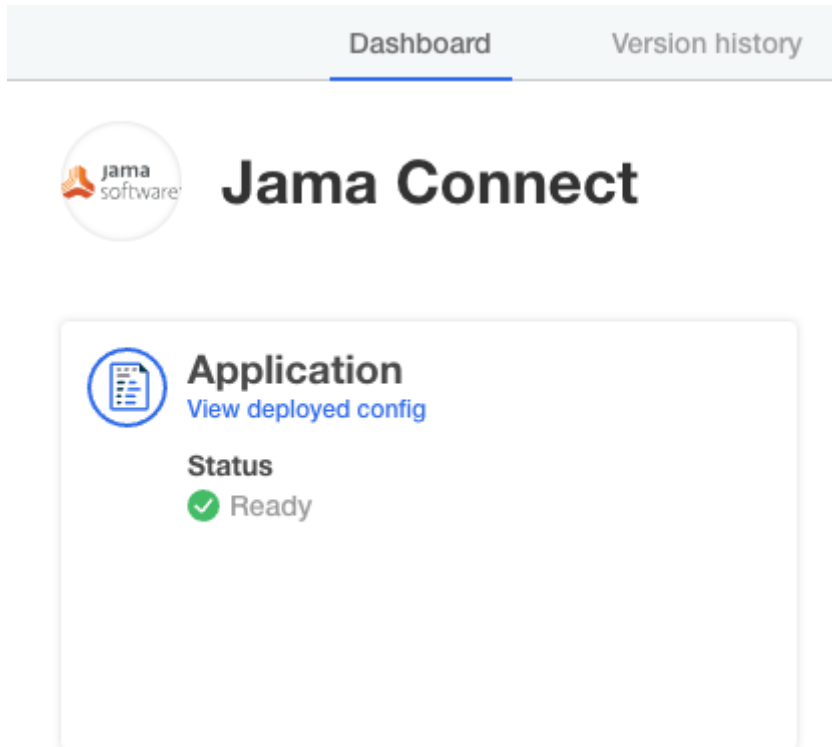 Dashboard Version history
jama
software
Jama Connect
Application
View deployed config
Status
Ready